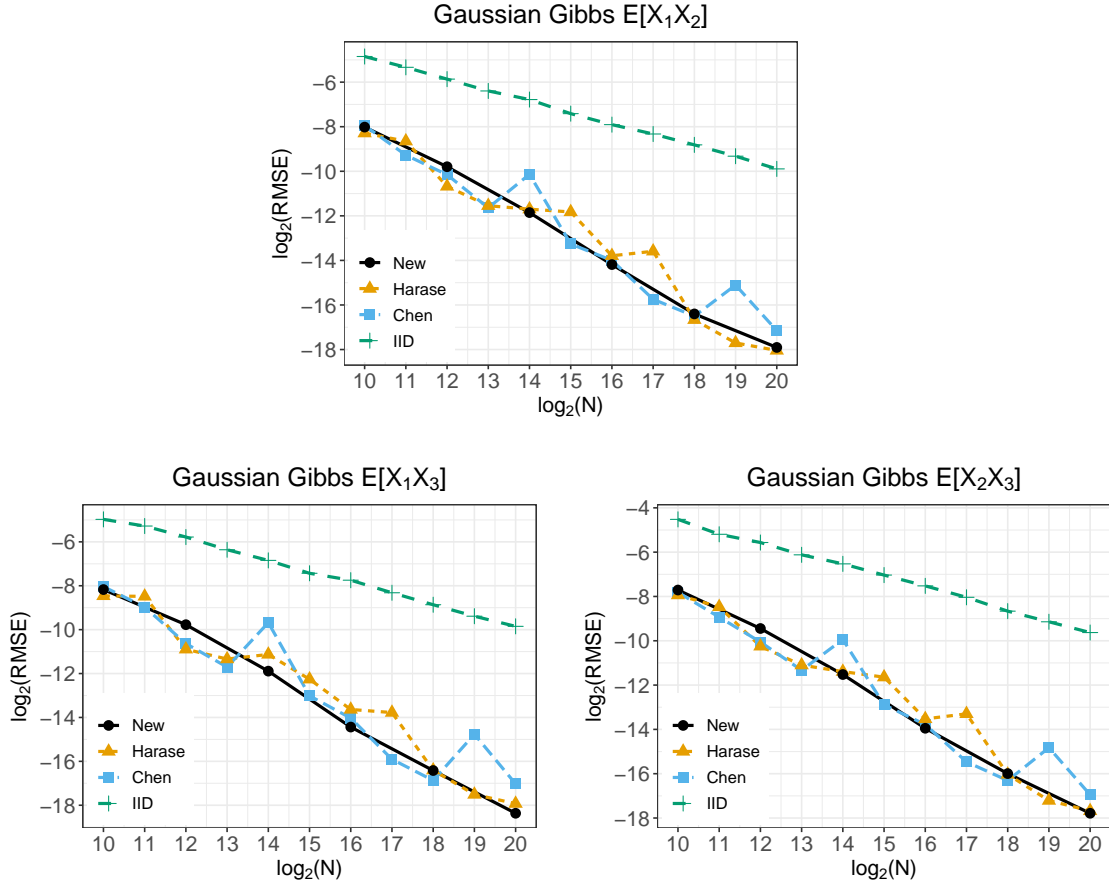 Gaussian Gibbs E[X₁X₂]
−6
−8
−10
−12
−14
−16
−18
log₂(RMSE)
New
Harase
Chen
IID
10 11 12 13 14 15 16 17 18 19 20
log₂(N)
Gaussian Gibbs E[X₁X₃]
−6
−8
−10
−12
−14
−16
−18
log₂(RMSE)
New
Harase
Chen
IID
10 11 12 13 14 15 16 17 18 19 20
log₂(N)
Gaussian Gibbs E[X₂X₃]
−4
−6
−8
−10
−12
−14
−16
−18
log₂(RMSE)
New
Harase
Chen
IID
10 11 12 13 14 15 16 17 18 19 20
log₂(N)